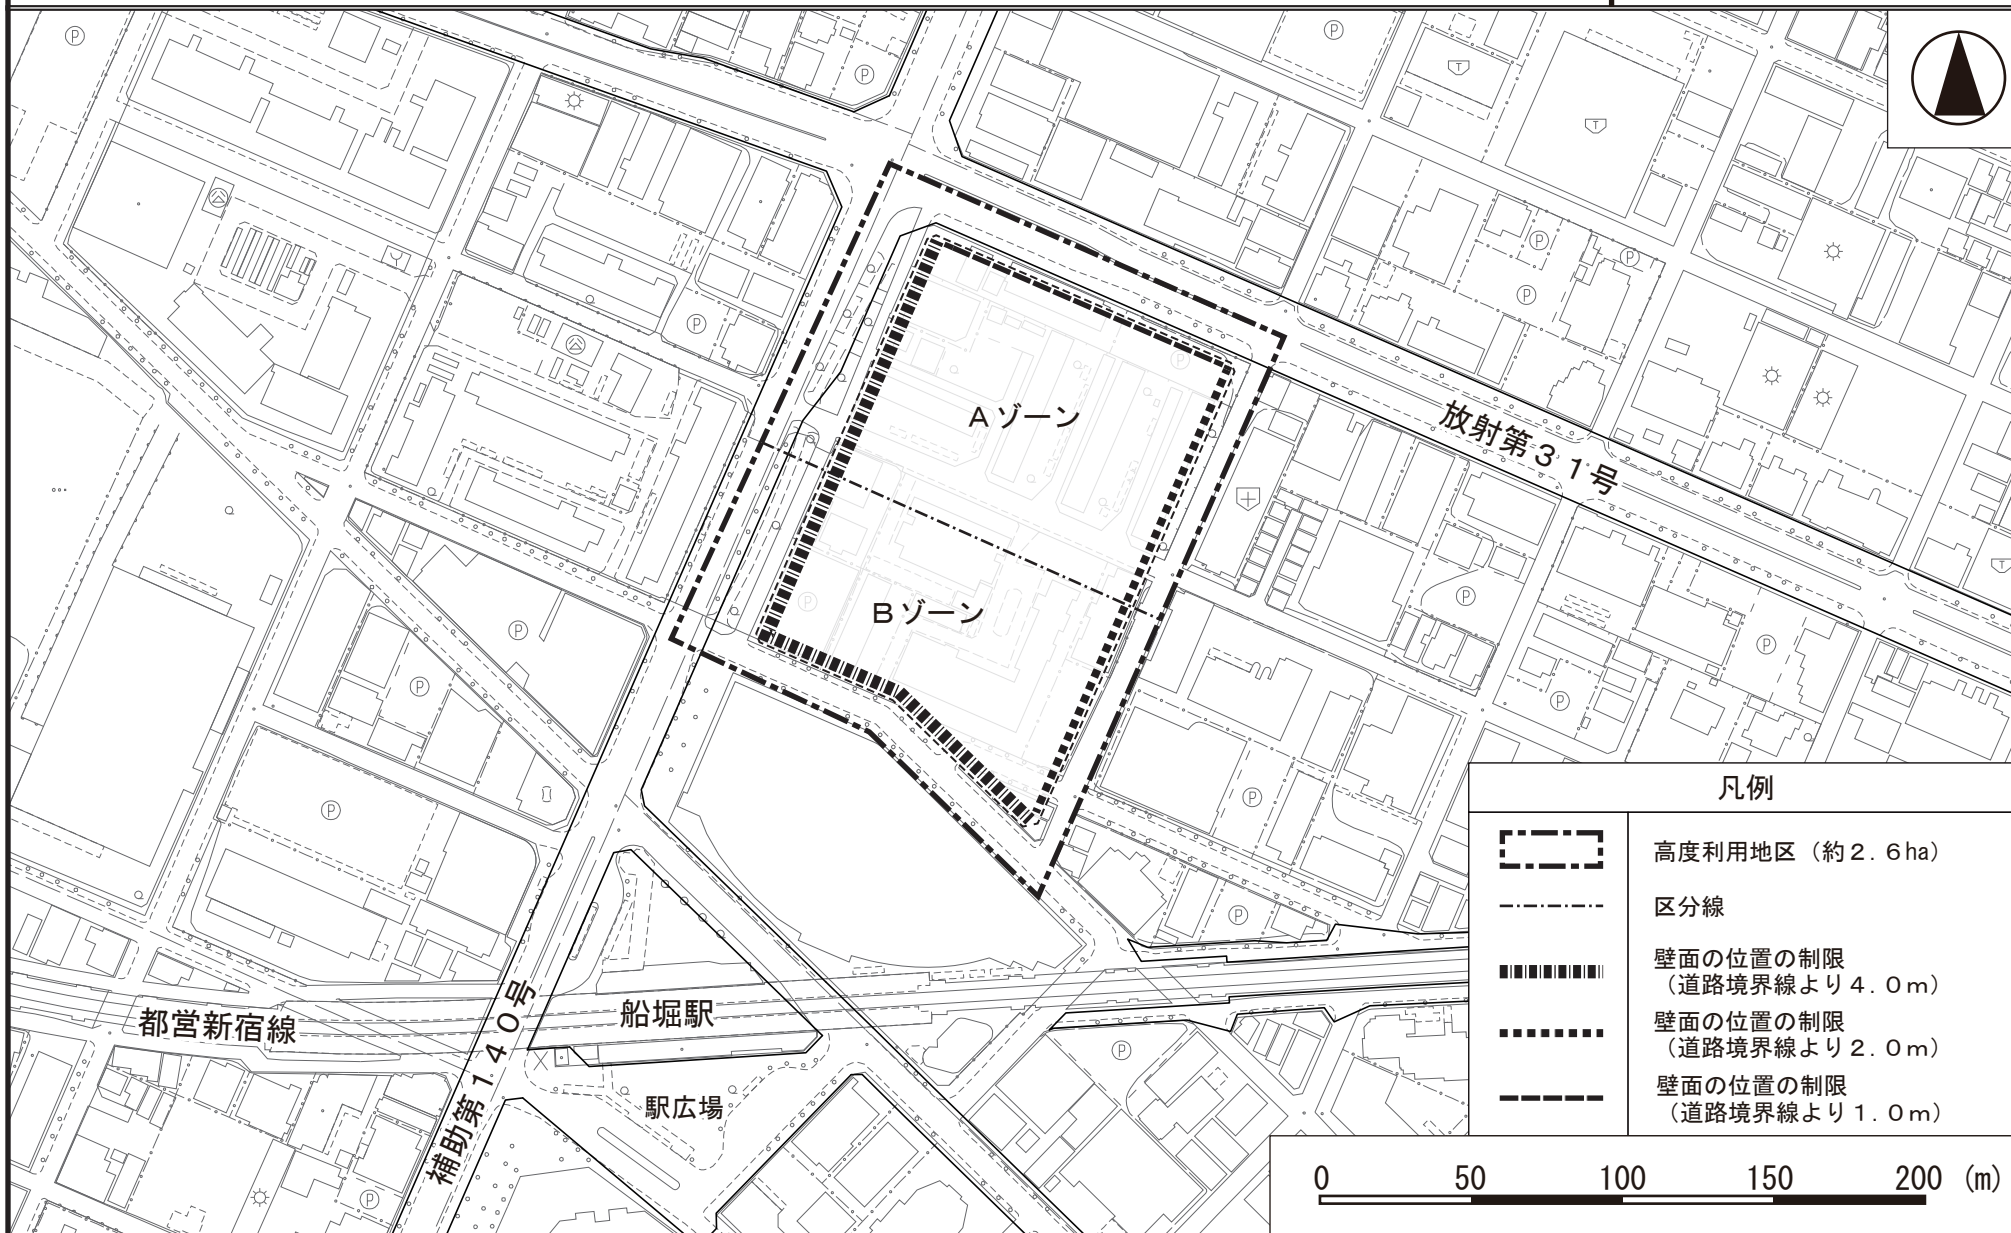 Aゾーン
Bゾーン
放射第31号
都営新宿線
船堀駅
補助第140号
駅広場
凡例
高度利用地区(約2.6ha)
区分線
壁面の位置の制限
(道路境界線より4.0m)
壁面の位置の制限
(道路境界線より2.0m)
壁面の位置の制限
(道路境界線より1.0m)
0 50 100 150 200 (m)